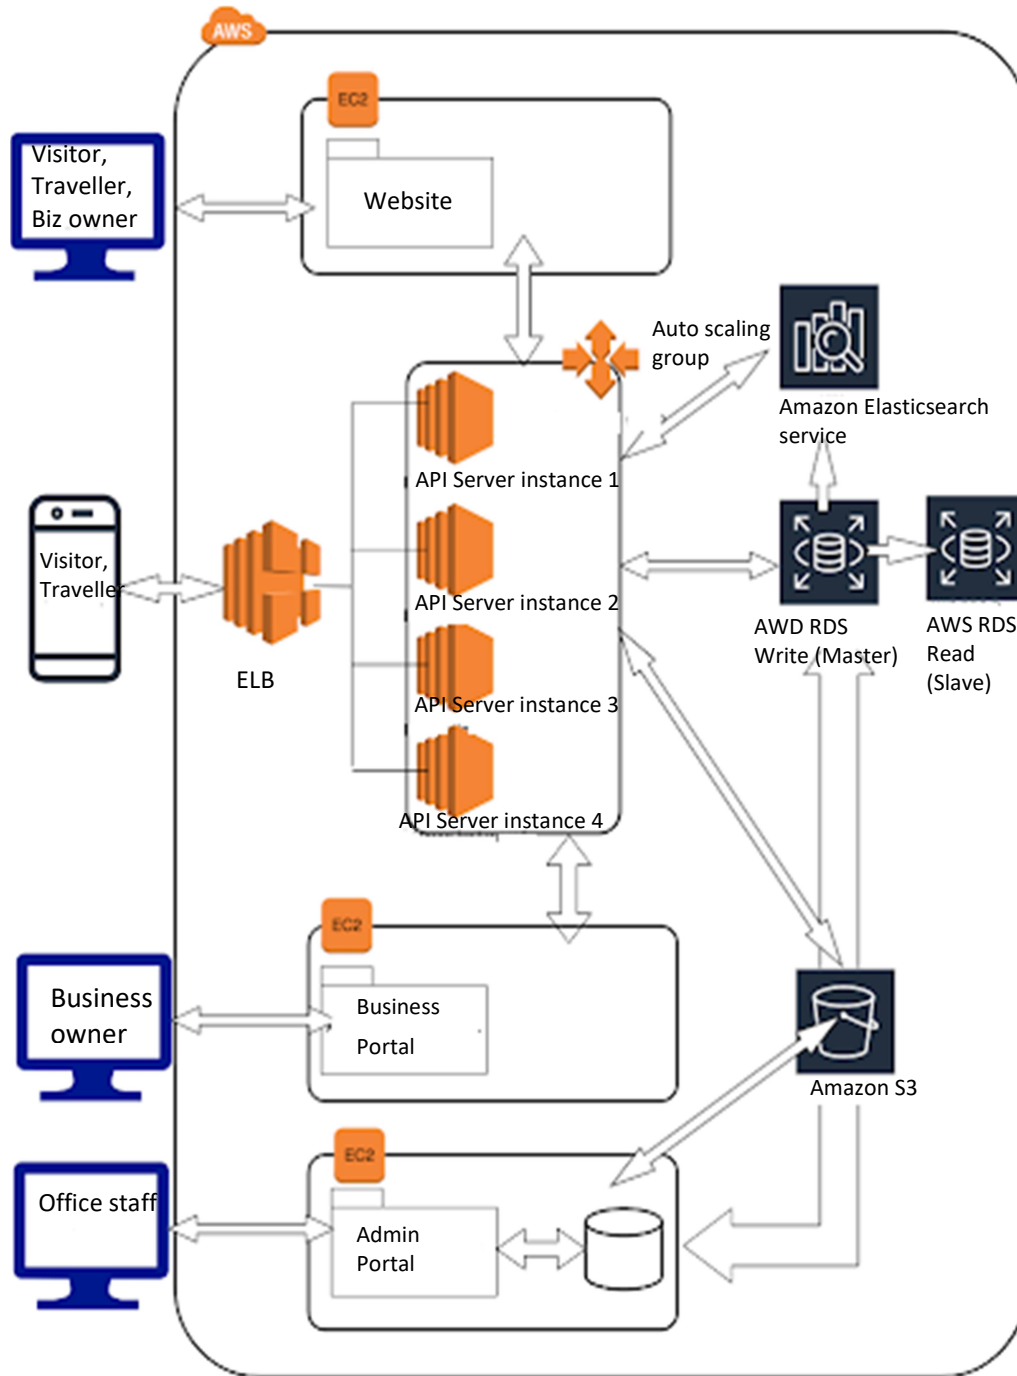 AWS
EC2
Visitor,
Traveller,
Biz owner
Website
Auto scaling
group
Amazon Elasticsearch
service
API Server instance 1
Visitor,
Travelle
API Server instance 2
ELB
AWD RDS
Write (Master)
AWS RDS
Read
(Slave)
API Server instance 3
API Server instance 4
EC2
Business
owner
Business
Portal
Amazon S3
EC2
Office staff
Admin
Portal